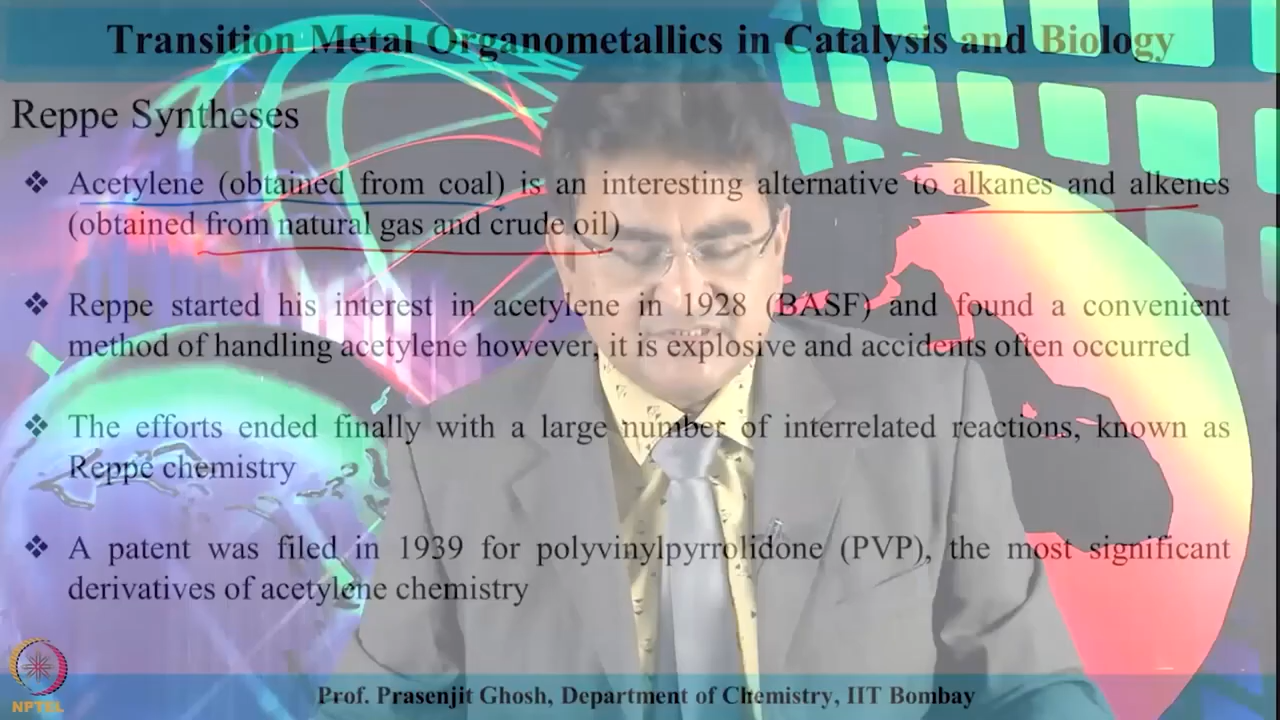 Transition Metal Organometallics in Catalysis and Biology
Reppe Syntheses
❖ Acetylene (obtained from coal) is an interesting alternative to alkanes and alkenes
(obtained from natural gas and crude oil)
❖ Reppe started his interest in acetylene in 1928 (BASF) and found a convenient
method of handling acetylene however, it is explosive and accidents often occurred
❖ The efforts ended finally with a large number of interrelated reactions, known as
Reppe chemistry
❖ A patent was filed in 1939 for polyvinylpyrrolidone (PVP), the most significant
derivatives of acetylene chemistry
Prof. Prasenjit Ghosh, Department of Chemistry, IIT Bombay
NPTEL